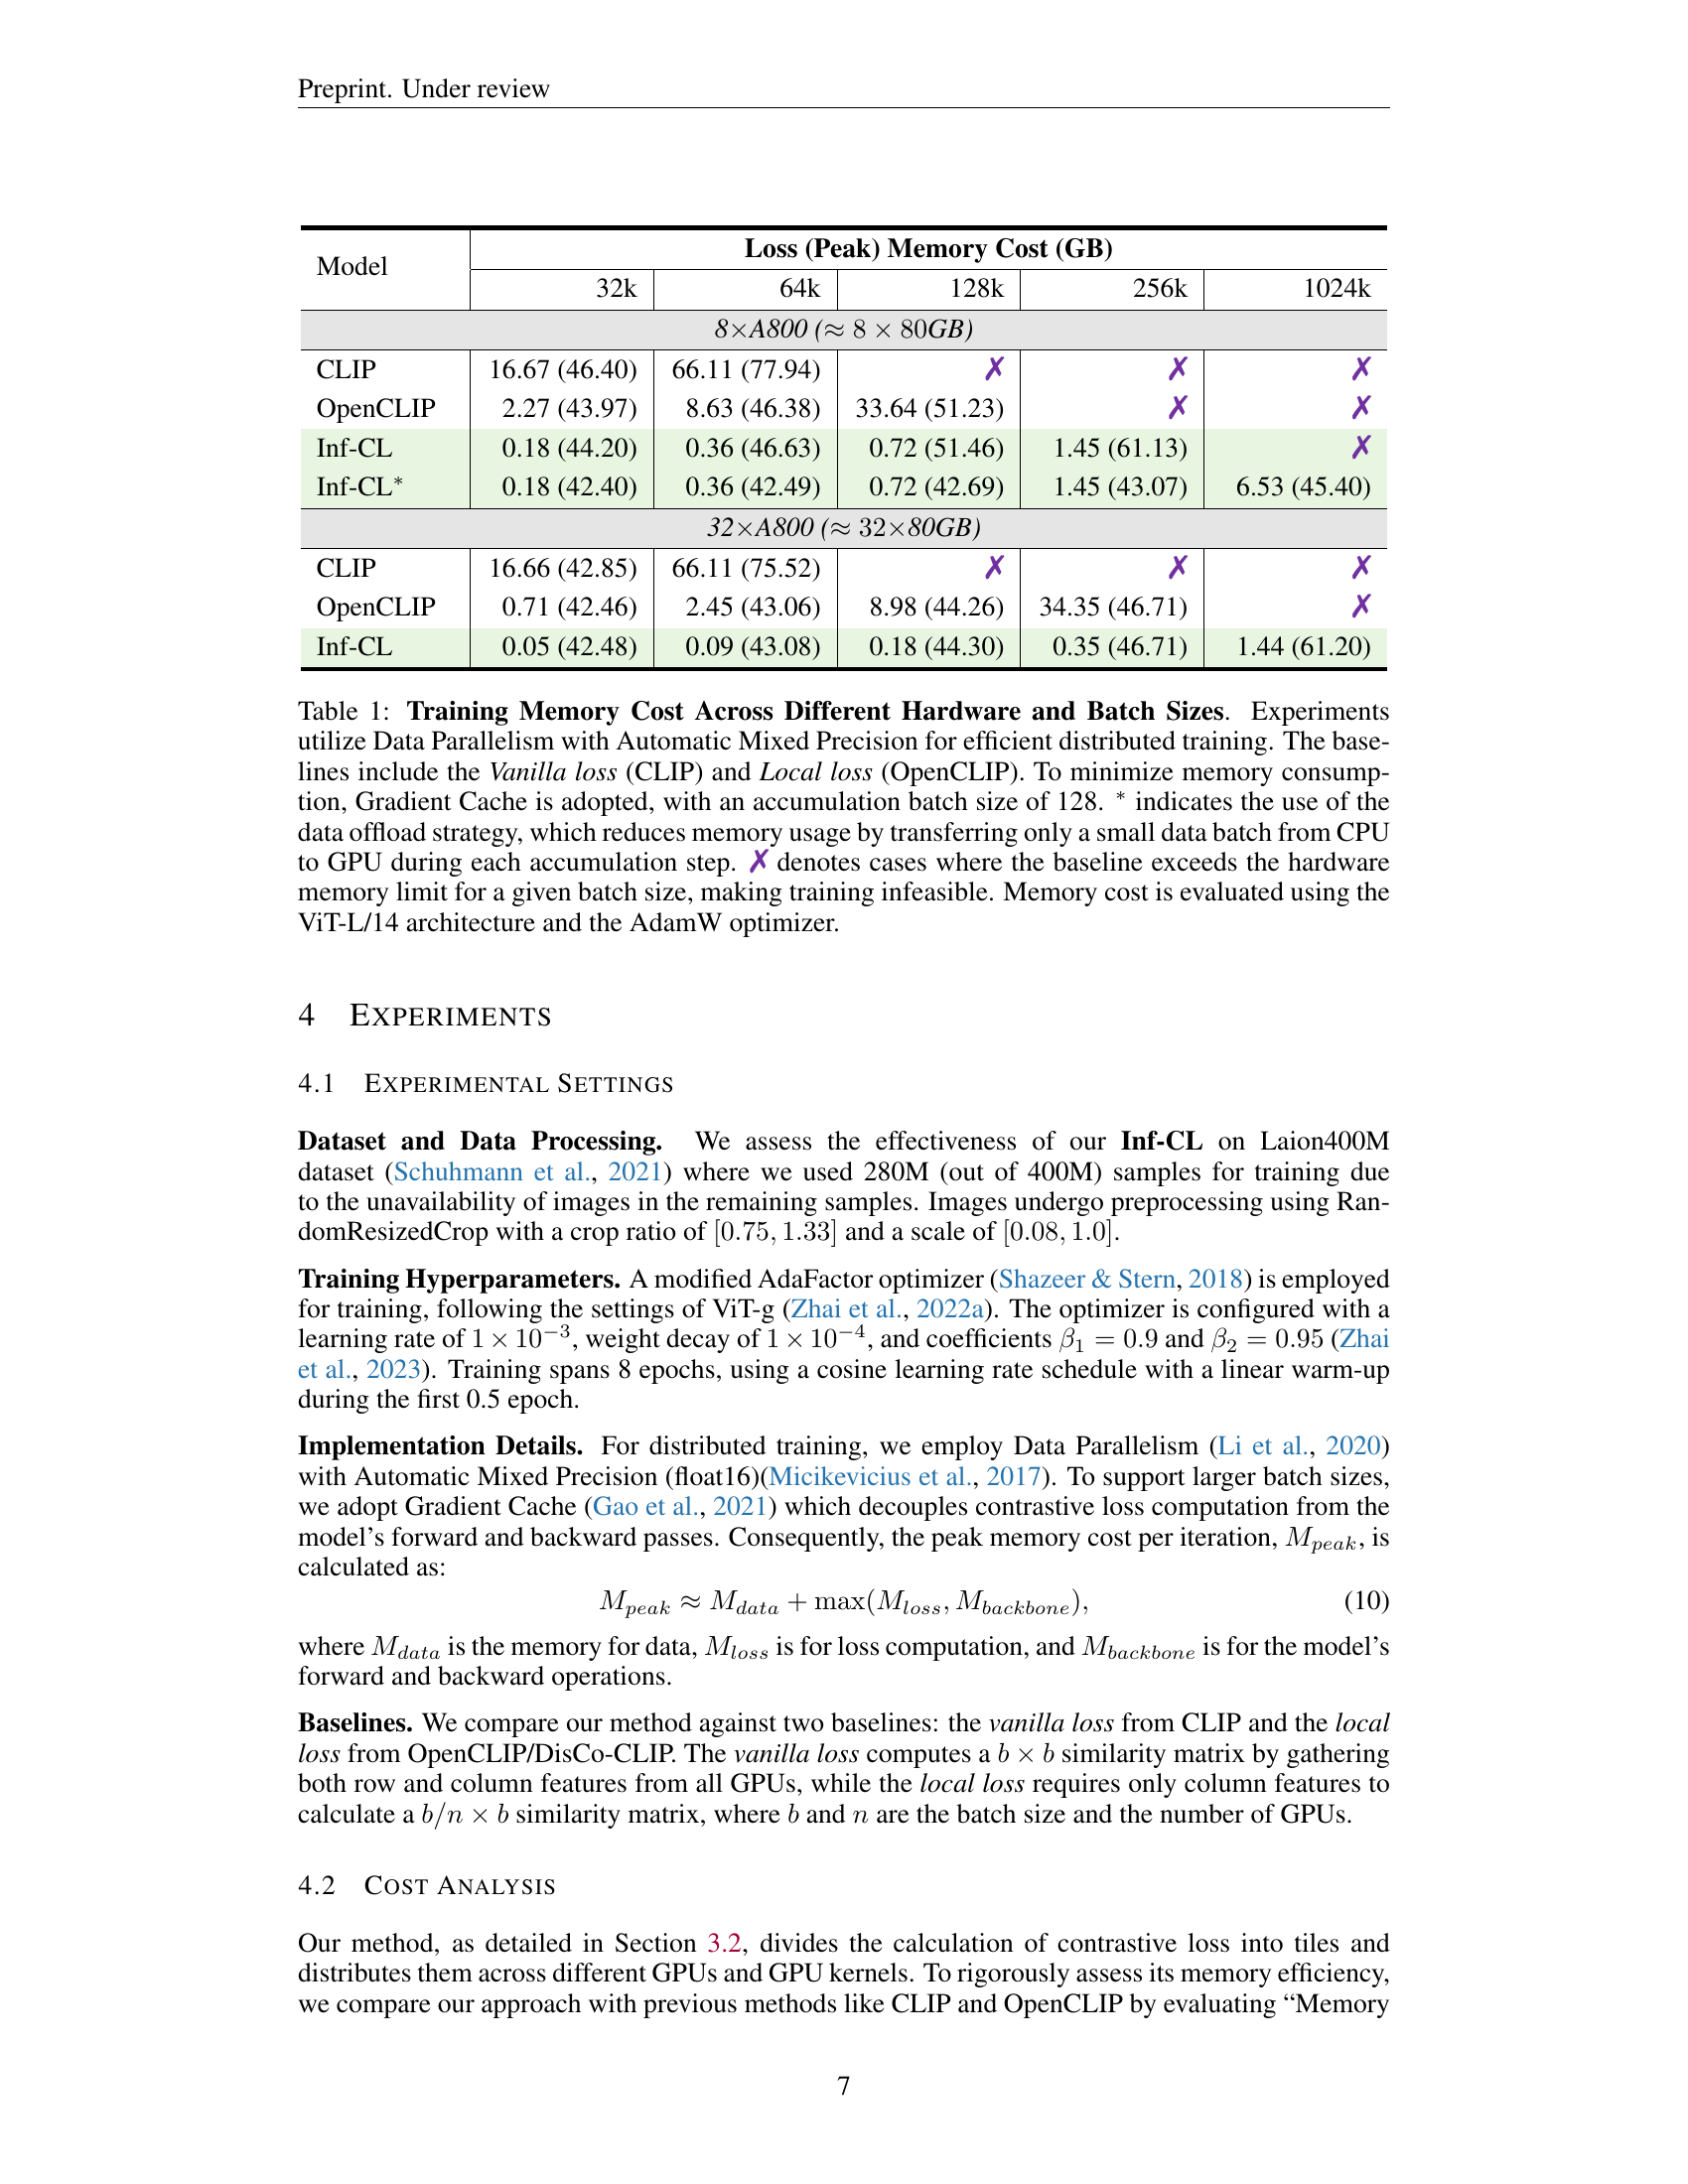 Preprint. Under review
Model
Loss (Peak) Memory Cost (GB)
32k 64k 128k 256k 1024k
8×A800 (≈ 8 × 80GB)
CLIP 16.67 (46.40) 66.11 (77.94) ✗ ✗ ✗
OpenCLIP 2.27 (43.97) 8.63 (46.38) 33.64 (51.23) ✗ ✗
Inf-CL 0.18 (44.20) 0.36 (46.63) 0.72 (51.46) 1.45 (61.13) ✗
Inf-CL* 0.18 (42.40) 0.36 (42.49) 0.72 (42.69) 1.45 (43.07) 6.53 (45.40)
32×A800 (≈ 32×80GB)
CLIP 16.66 (42.85) 66.11 (75.52) ✗ ✗ ✗
OpenCLIP 0.71 (42.46) 2.45 (43.06) 8.98 (44.26) 34.35 (46.71) ✗
Inf-CL 0.05 (42.48) 0.09 (43.08) 0.18 (44.30) 0.35 (46.71) 1.44 (61.20)
Table 1: Training Memory Cost Across Different Hardware and Batch Sizes. Experiments
utilize Data Parallelism with Automatic Mixed Precision for efficient distributed training. The base-
lines include the Vanilla loss (CLIP) and Local loss (OpenCLIP). To minimize memory consump-
tion, Gradient Cache is adopted, with an accumulation batch size of 128. * indicates the use of the
data offload strategy, which reduces memory usage by transferring only a small data batch from CPU
to GPU during each accumulation step. ✗ denotes cases where the baseline exceeds the hardware
memory limit for a given batch size, making training infeasible. Memory cost is evaluated using the
ViT-L/14 architecture and the AdamW optimizer.
4 EXPERIMENTS
4.1 EXPERIMENTAL SETTINGS
Dataset and Data Processing. We assess the effectiveness of our Inf-CL on Laion400M
dataset (Schuhmann et al., 2021) where we used 280M (out of 400M) samples for training due
to the unavailability of images in the remaining samples. Images undergo preprocessing using Ran-
domResizedCrop with a crop ratio of [0.75, 1.33] and a scale of [0.08, 1.0].
Training Hyperparameters. A modified AdaFactor optimizer (Shazeer & Stern, 2018) is employed
for training, following the settings of ViT-g (Zhai et al., 2022a). The optimizer is configured with a
learning rate of 1 × 10⁻³, weight decay of 1 × 10⁻⁴, and coefficients β₁ = 0.9 and β₂ = 0.95 (Zhai
et al., 2023). Training spans 8 epochs, using a cosine learning rate schedule with a linear warm-up
during the first 0.5 epoch.
Implementation Details. For distributed training, we employ Data Parallelism (Li et al., 2020)
with Automatic Mixed Precision (float16)(Micikevicius et al., 2017). To support larger batch sizes,
we adopt Gradient Cache (Gao et al., 2021) which decouples contrastive loss computation from the
model's forward and backward passes. Consequently, the peak memory cost per iteration, M_peak, is
calculated as:
M_peak ≈ M_data + max(M_loss, M_backbone), (10)
where M_data is the memory for data, M_loss is for loss computation, and M_backbone is for the model's
forward and backward operations.
Baselines. We compare our method against two baselines: the vanilla loss from CLIP and the local
loss from OpenCLIP/DisCo-CLIP. The vanilla loss computes a b × b similarity matrix by gathering
both row and column features from all GPUs, while the local loss requires only column features to
calculate a b/n × b similarity matrix, where b and n are the batch size and the number of GPUs.
4.2 COST ANALYSIS
Our method, as detailed in Section 3.2, divides the calculation of contrastive loss into tiles and
distributes them across different GPUs and GPU kernels. To rigorously assess its memory efficiency,
we compare our approach with previous methods like CLIP and OpenCLIP by evaluating “Memory
7